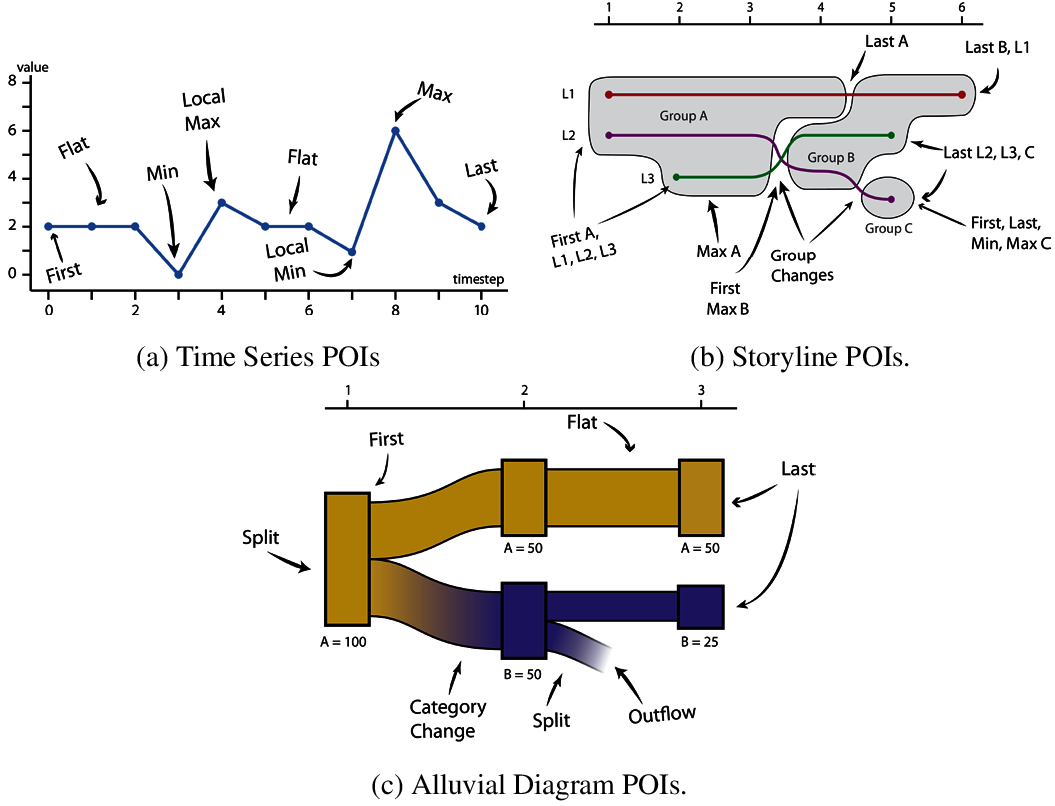 value
8
6
4
2
0
Flat
Min
Local
Max
Flat
Local
Min
Max
Last
First
timestep
0 2 4 6 8 10
(a) Time Series POIs
1 2 3 4 5 6
Last A
Last B, L1
L1
Group A
L2
L3
Group B
Last L2, L3, C
Group C
First A,
L1, L2, L3
Max A
First
Max B
Group
Changes
First, Last,
Min, Max C
(b) Storyline POIs.
1 2 3
First
Flat
Last
Split
A = 100
A = 50
A = 50
B = 50
B = 25
Category
Change
Split
Outflow
(c) Alluvial Diagram POIs.